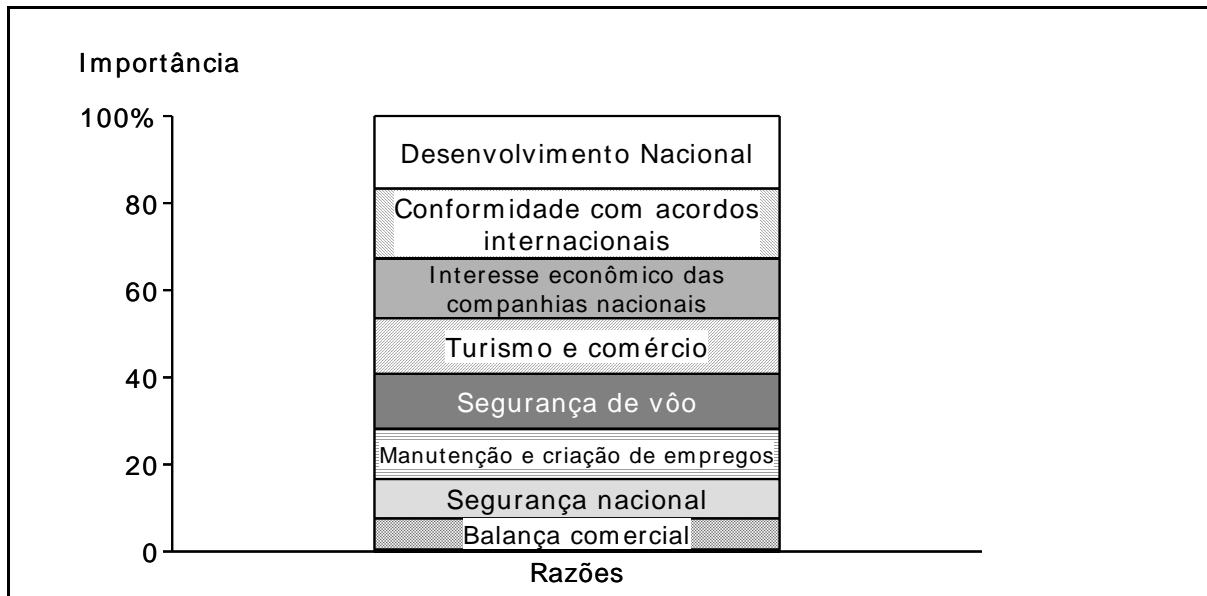 Importância
100%
Desenvolvimento Nacional
80
Conformidade com acordos
internacionais
Interesse econômico das
60
companhias nacionais
Turismo e comércio
40
Segurança de vôo
Manutenção e criação de empregos
20
Segurança nacional
Balança comercial
0
Razões